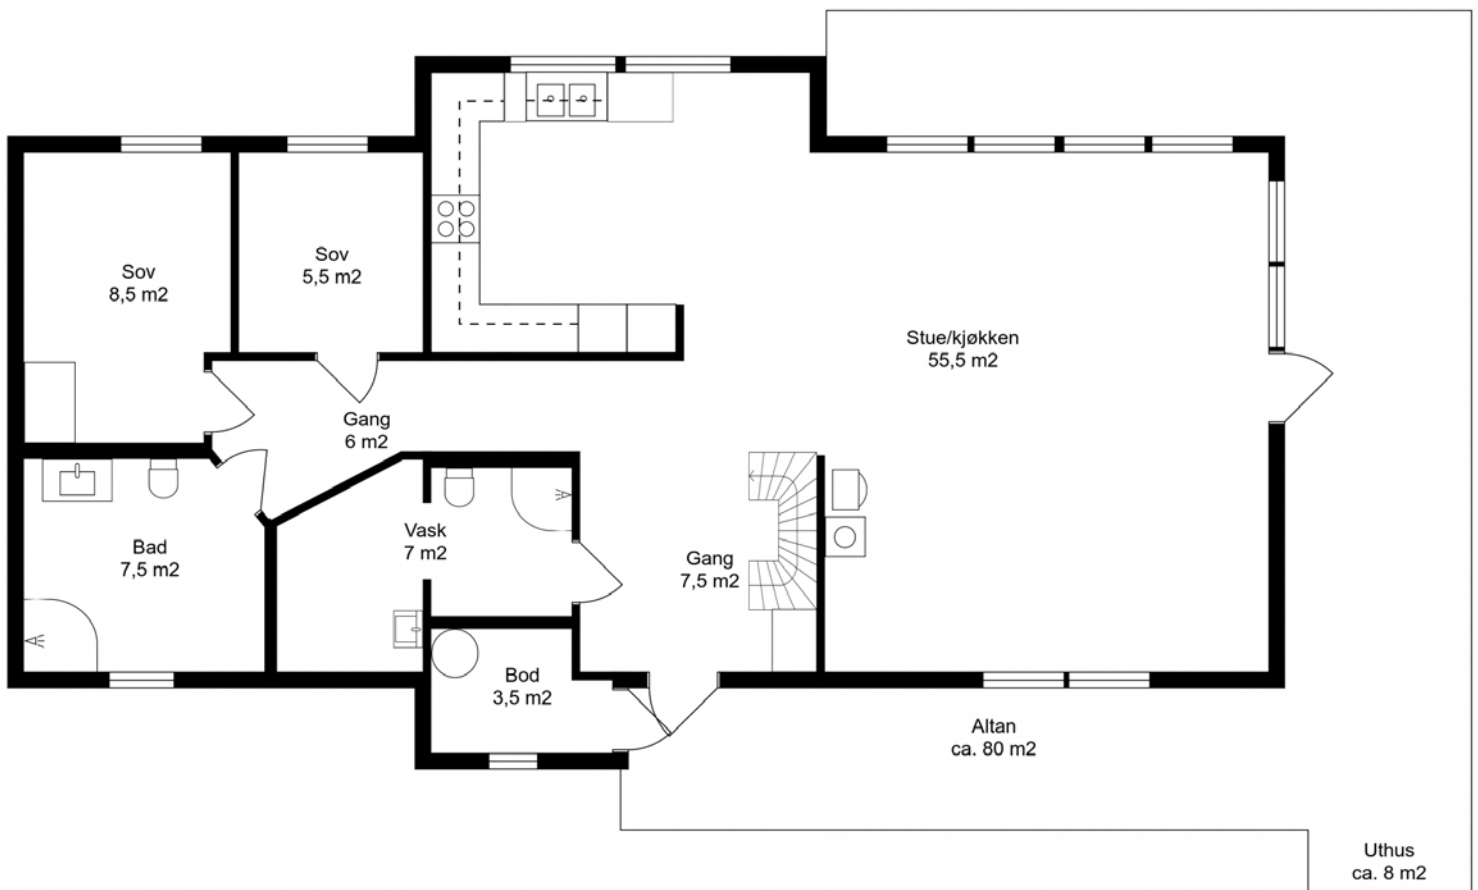 Sov
8,5 m2
Sov
5,5 m2
Stue/kjøkken
55,5 m2
Gang
6 m2
Vask
7 m2
Bad
7,5 m2
Gang
7,5 m2
Bod
3,5 m2
Altan
ca. 80 m2
Uthus
ca. 8 m2